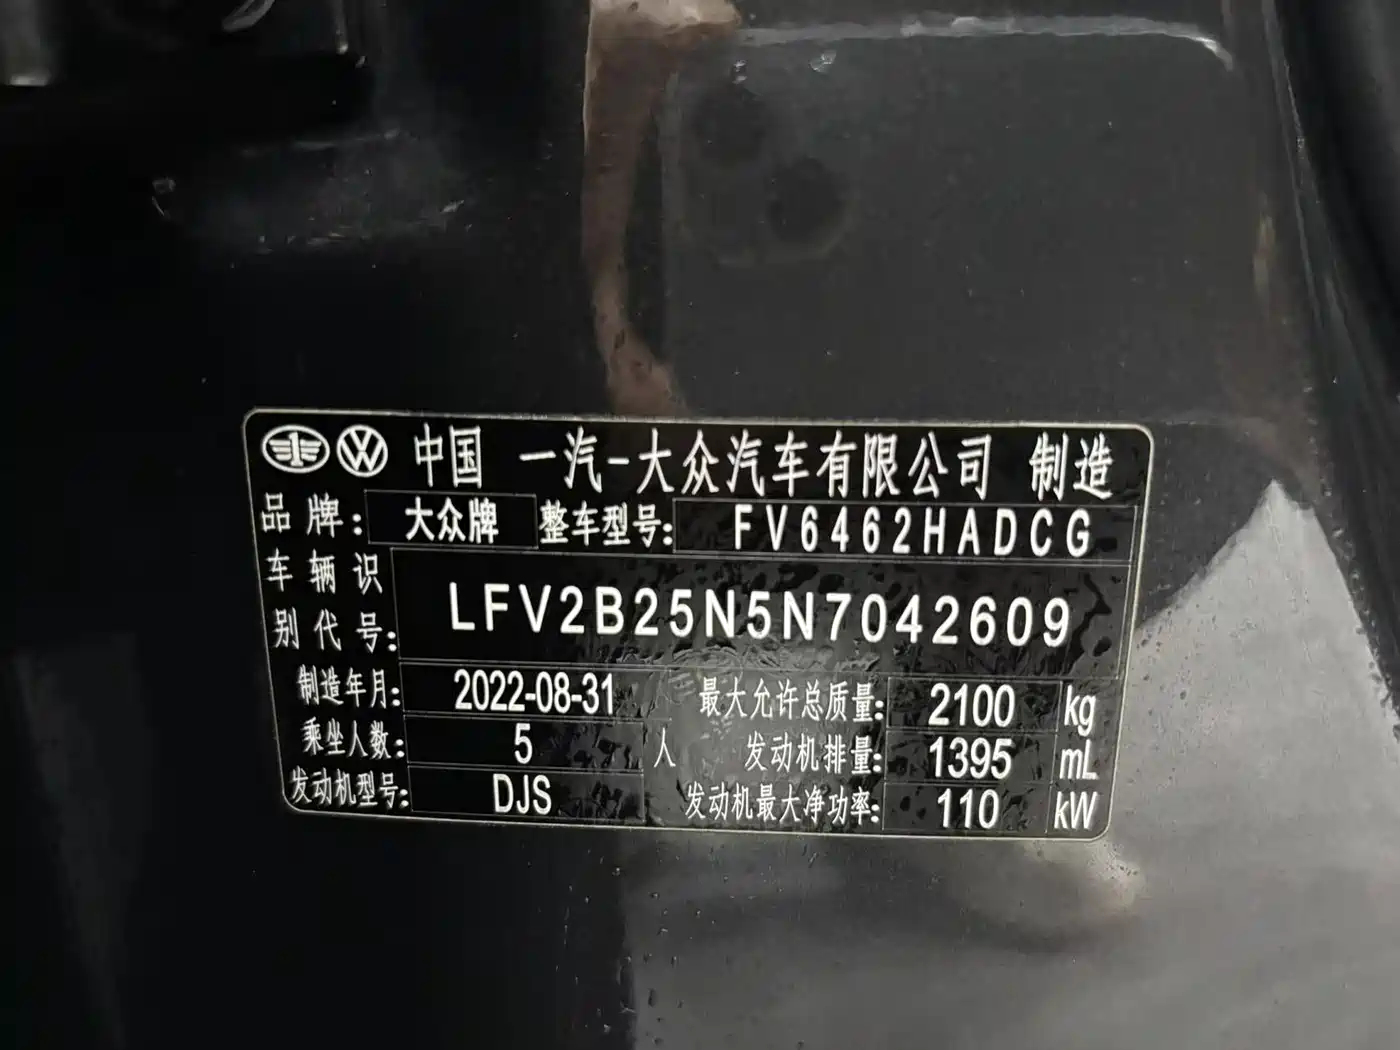 中国 一汽-大众汽车有限公司 制造
品牌: 大众牌 整车型号: FV6462HADCG
车辆识别代号: LFV2B25N5N7042609
制造年月: 2022-08-31 最大允许总质量: 2100 kg
乘坐人数: 5 人 发动机排量: 1395 mL
发动机型号: DJS 发动机最大净功率: 110 kW